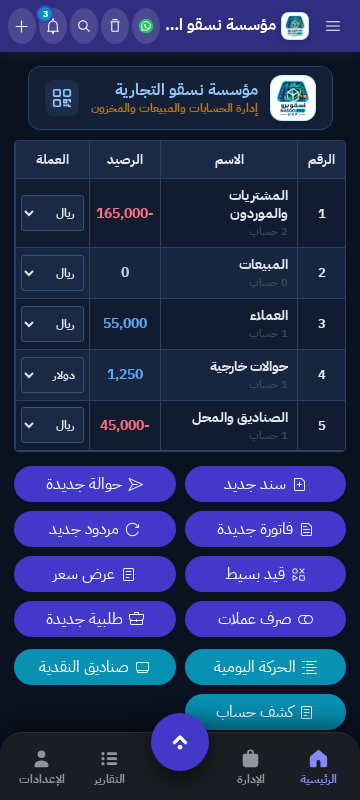 مؤسسة نسقو ا...
3
مؤسسة نسقو التجارية
إدارة الحسابات والمبيعات والمخزون
الرقم الاسم الرصيد العملة
1 المشتريات والموردون -165,000 ريال
2 حساب
2 المبيعات 0 ريال
0 حساب
3 العملاء 55,000 ريال
1 حساب
4 حوالات خارجية 1,250 دولار
1 حساب
5 الصناديق والمحل -45,000 ريال
1 حساب
سند جديد
حوالة جديدة
فاتورة جديدة
مردود جديد
قيد بسيط
عرض سعر
صرف عملات
طلبية جديدة
الحركة اليومية
صناديق النقدية
كشف حساب
الرئيسية
الإدارة
التقارير
الإعدادات